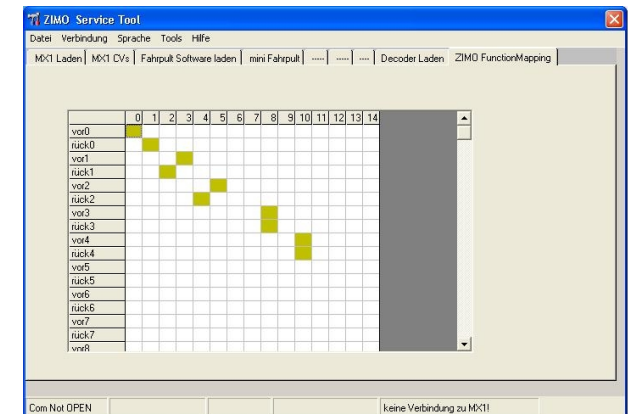 ZIMO Service Tool
Datei Verbindung Sprache Tools Hilfe
MX1 Laden MX1 CVs Fahrpult Software laden mini Fahrpult ----- ----- ---- Decoder Laden ZIMO FunctionMapping
0 1 2 3 4 5 6 7 8 9 10 11 12 13 14
vor0
rück0
vor1
rück1
vor2
rück2
vor3
rück3
vor4
rück4
vor5
rück5
vor6
rück6
vor7
rück7
vor8
Com Not OPEN keine Verbindung zu MX1!